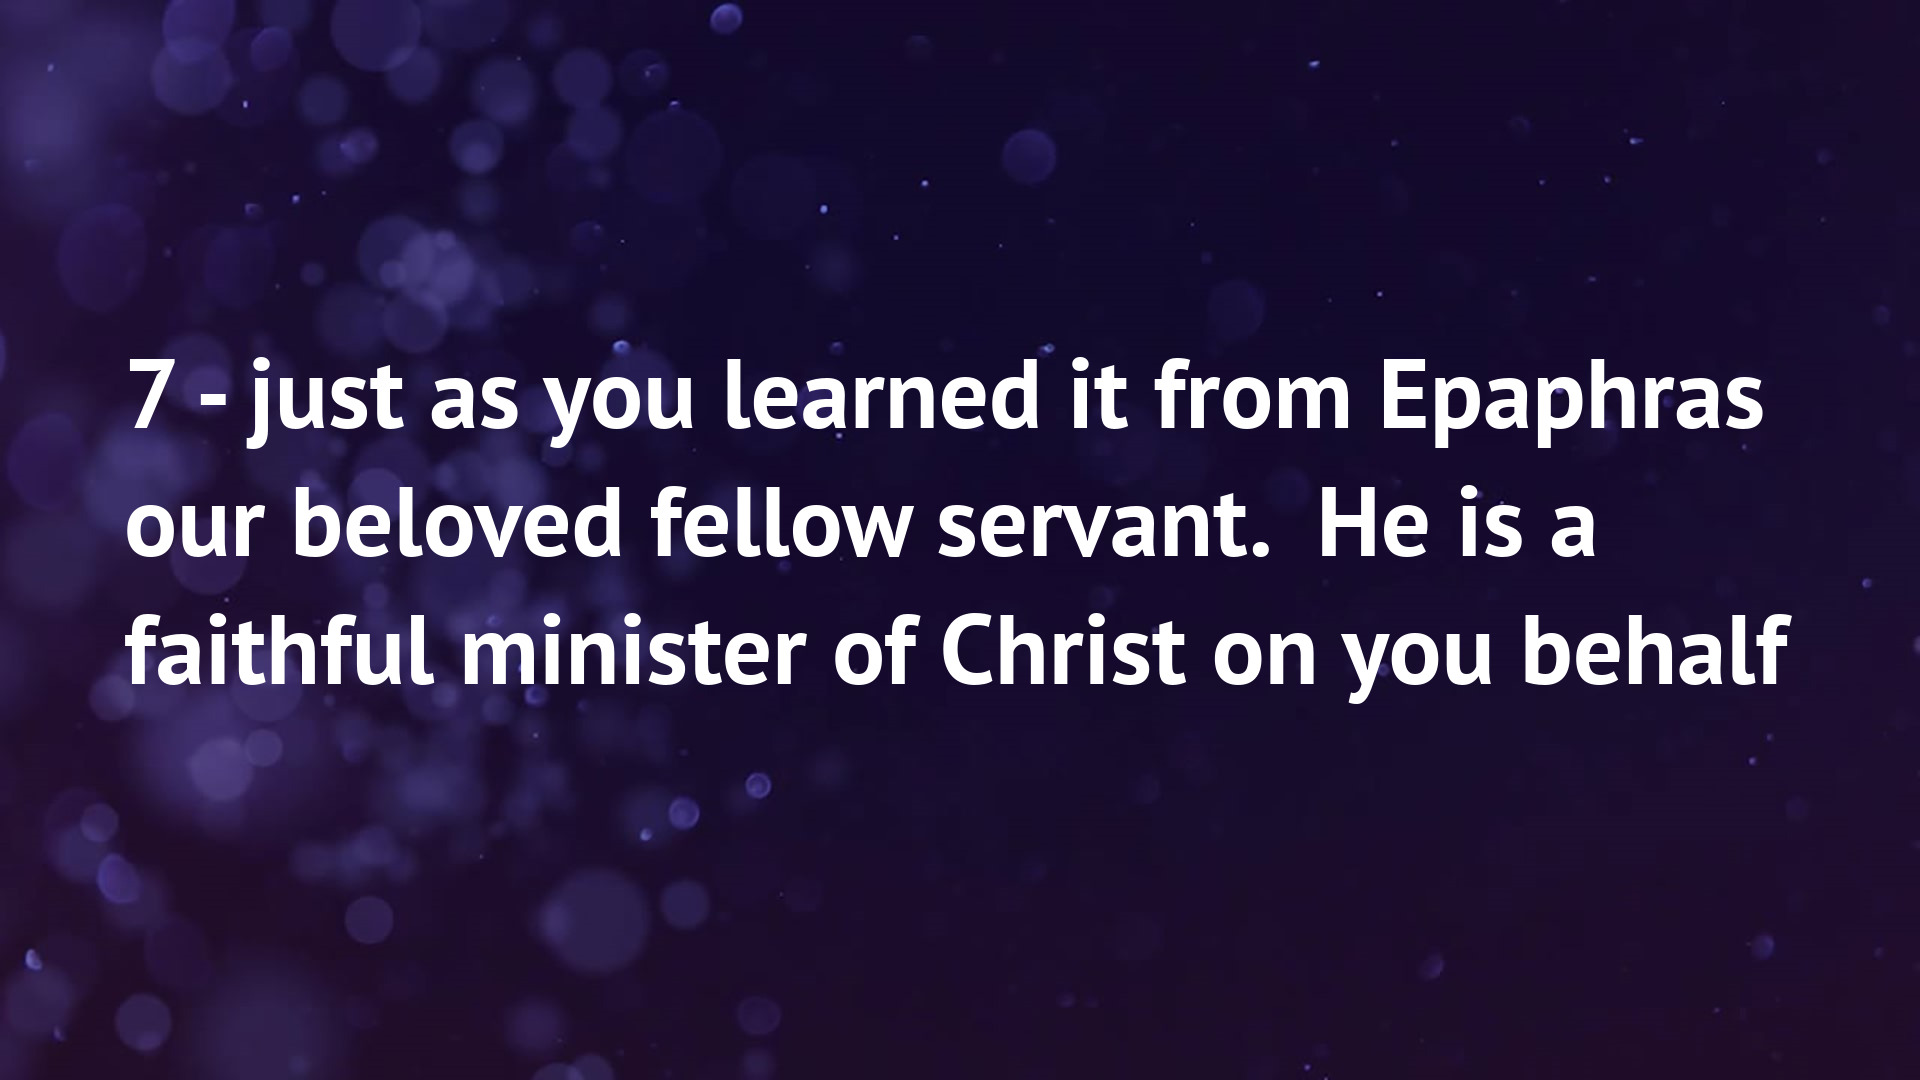 7 - just as you learned it from Epaphras
our beloved fellow servant.  He is a
faithful minister of Christ on you behalf